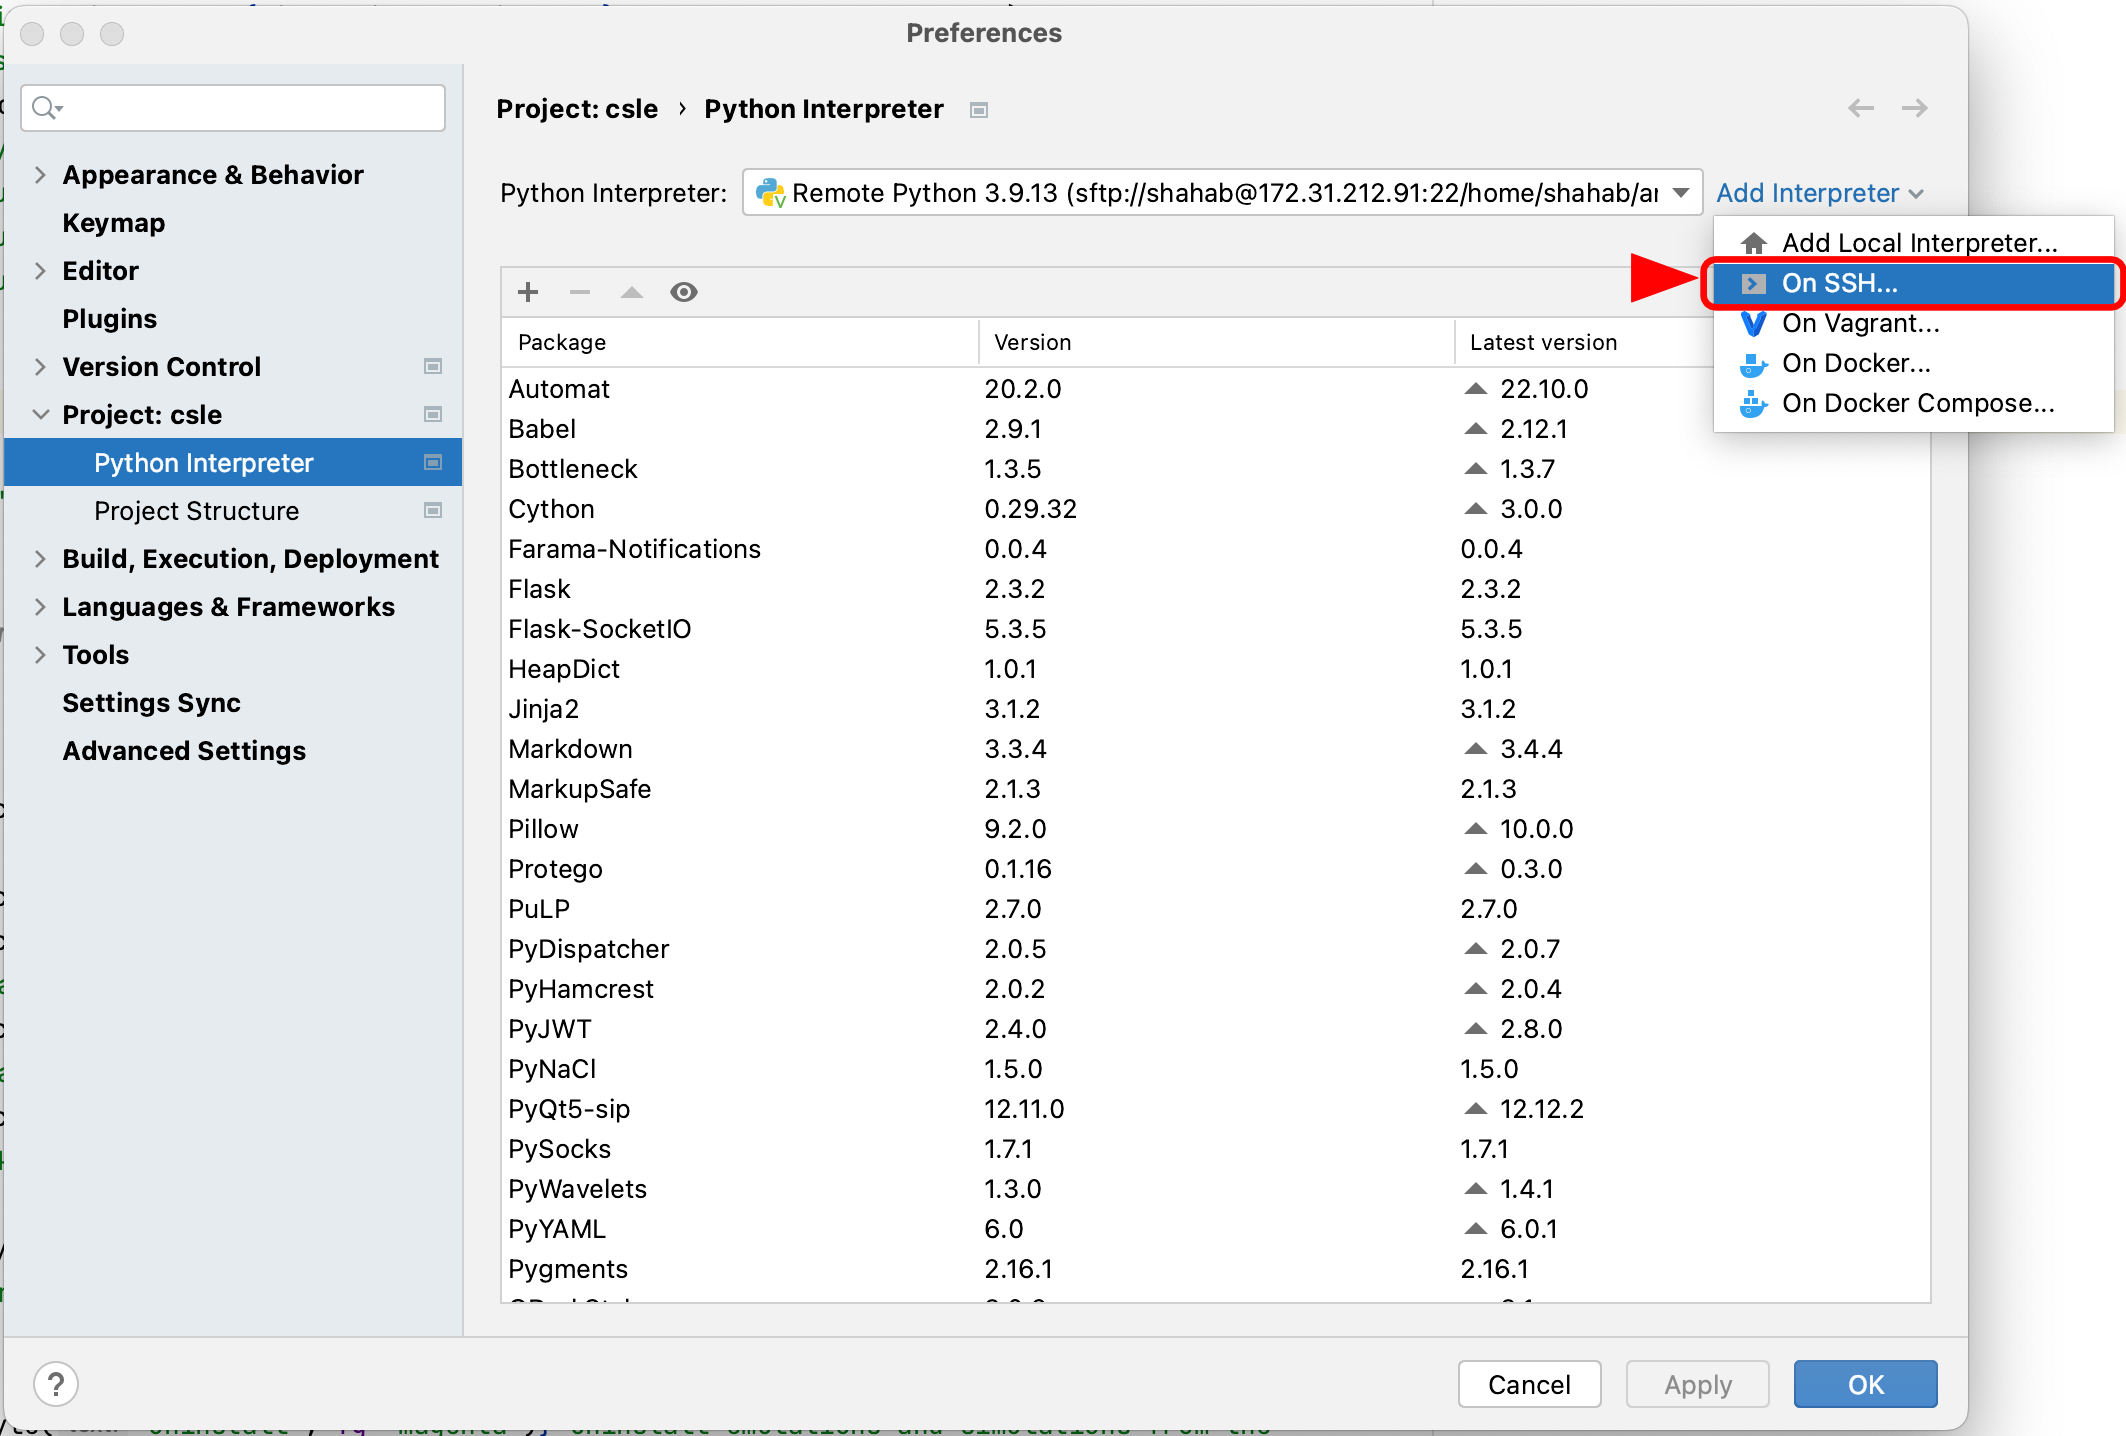 Preferences
Appearance & Behavior
Keymap
Editor
Plugins
Version Control
Project: csle
Python Interpreter
Project Structure
Build, Execution, Deployment
Languages & Frameworks
Tools
Settings Sync
Advanced Settings
Project: csle › Python Interpreter
Python Interpreter: Remote Python 3.9.13 (sftp://shahab@172.31.212.91:22/home/shahab/ar Add Interpreter
Add Local Interpreter...
On SSH...
On Vagrant...
On Docker...
On Docker Compose...
Package Version Latest version
Automat 20.2.0 22.10.0
Babel 2.9.1 2.12.1
Bottleneck 1.3.5 1.3.7
Cython 0.29.32 3.0.0
Farama-Notifications 0.0.4 0.0.4
Flask 2.3.2 2.3.2
Flask-SocketIO 5.3.5 5.3.5
HeapDict 1.0.1 1.0.1
Jinja2 3.1.2 3.1.2
Markdown 3.3.4 3.4.4
MarkupSafe 2.1.3 2.1.3
Pillow 9.2.0 10.0.0
Protego 0.1.16 0.3.0
PuLP 2.7.0 2.7.0
PyDispatcher 2.0.5 2.0.7
PyHamcrest 2.0.2 2.0.4
PyJWT 2.4.0 2.8.0
PyNaCl 1.5.0 1.5.0
PyQt5-sip 12.11.0 12.12.2
PySocks 1.7.1 1.7.1
PyWavelets 1.3.0 1.4.1
PyYAML 6.0 6.0.1
Pygments 2.16.1 2.16.1
? Cancel Apply OK